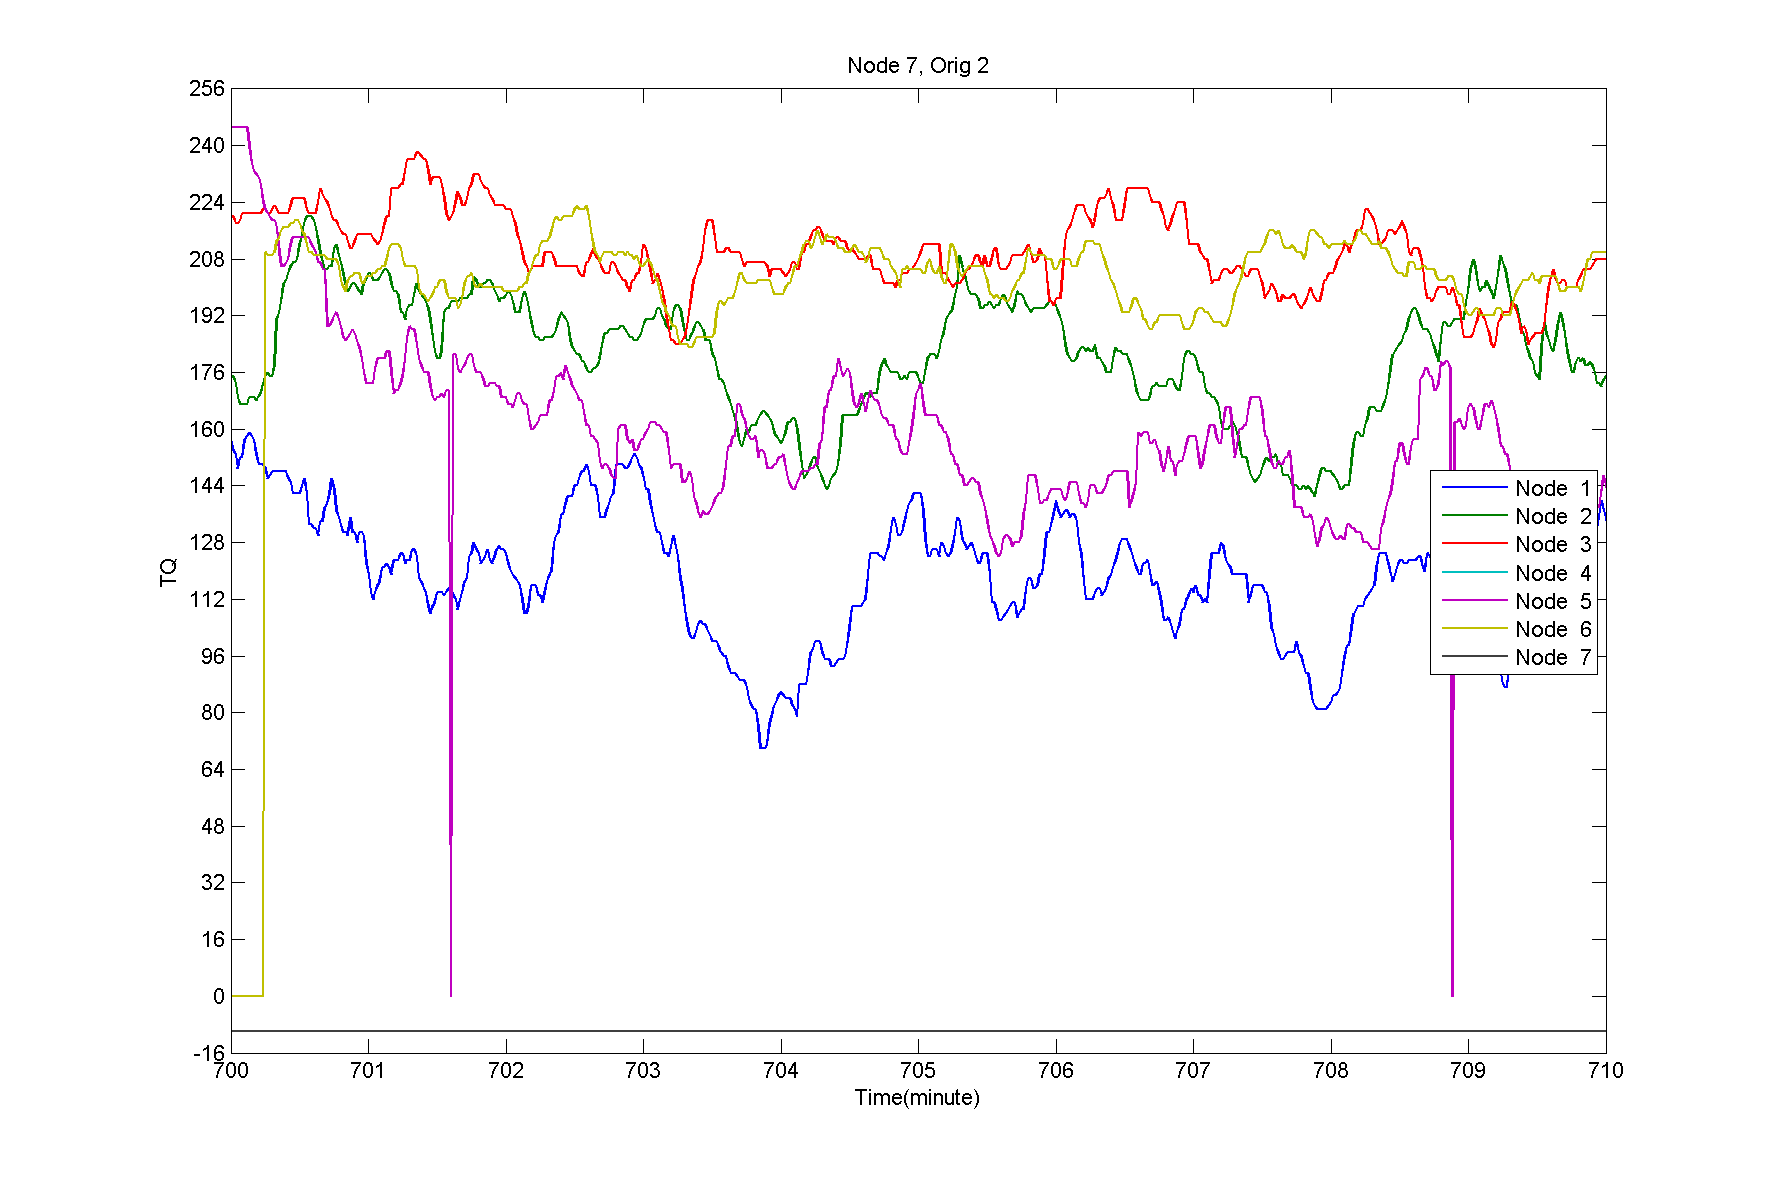 Node 7, Orig 2
256
240
224
208
192
176
160
144
128
112
96
80
64
48
32
16
0
-16
TQ
Node 1
Node 2
Node 3
Node 4
Node 5
Node 6
Node 7
700 701 702 703 704 705 706 707 708 709 710
Time(minute)